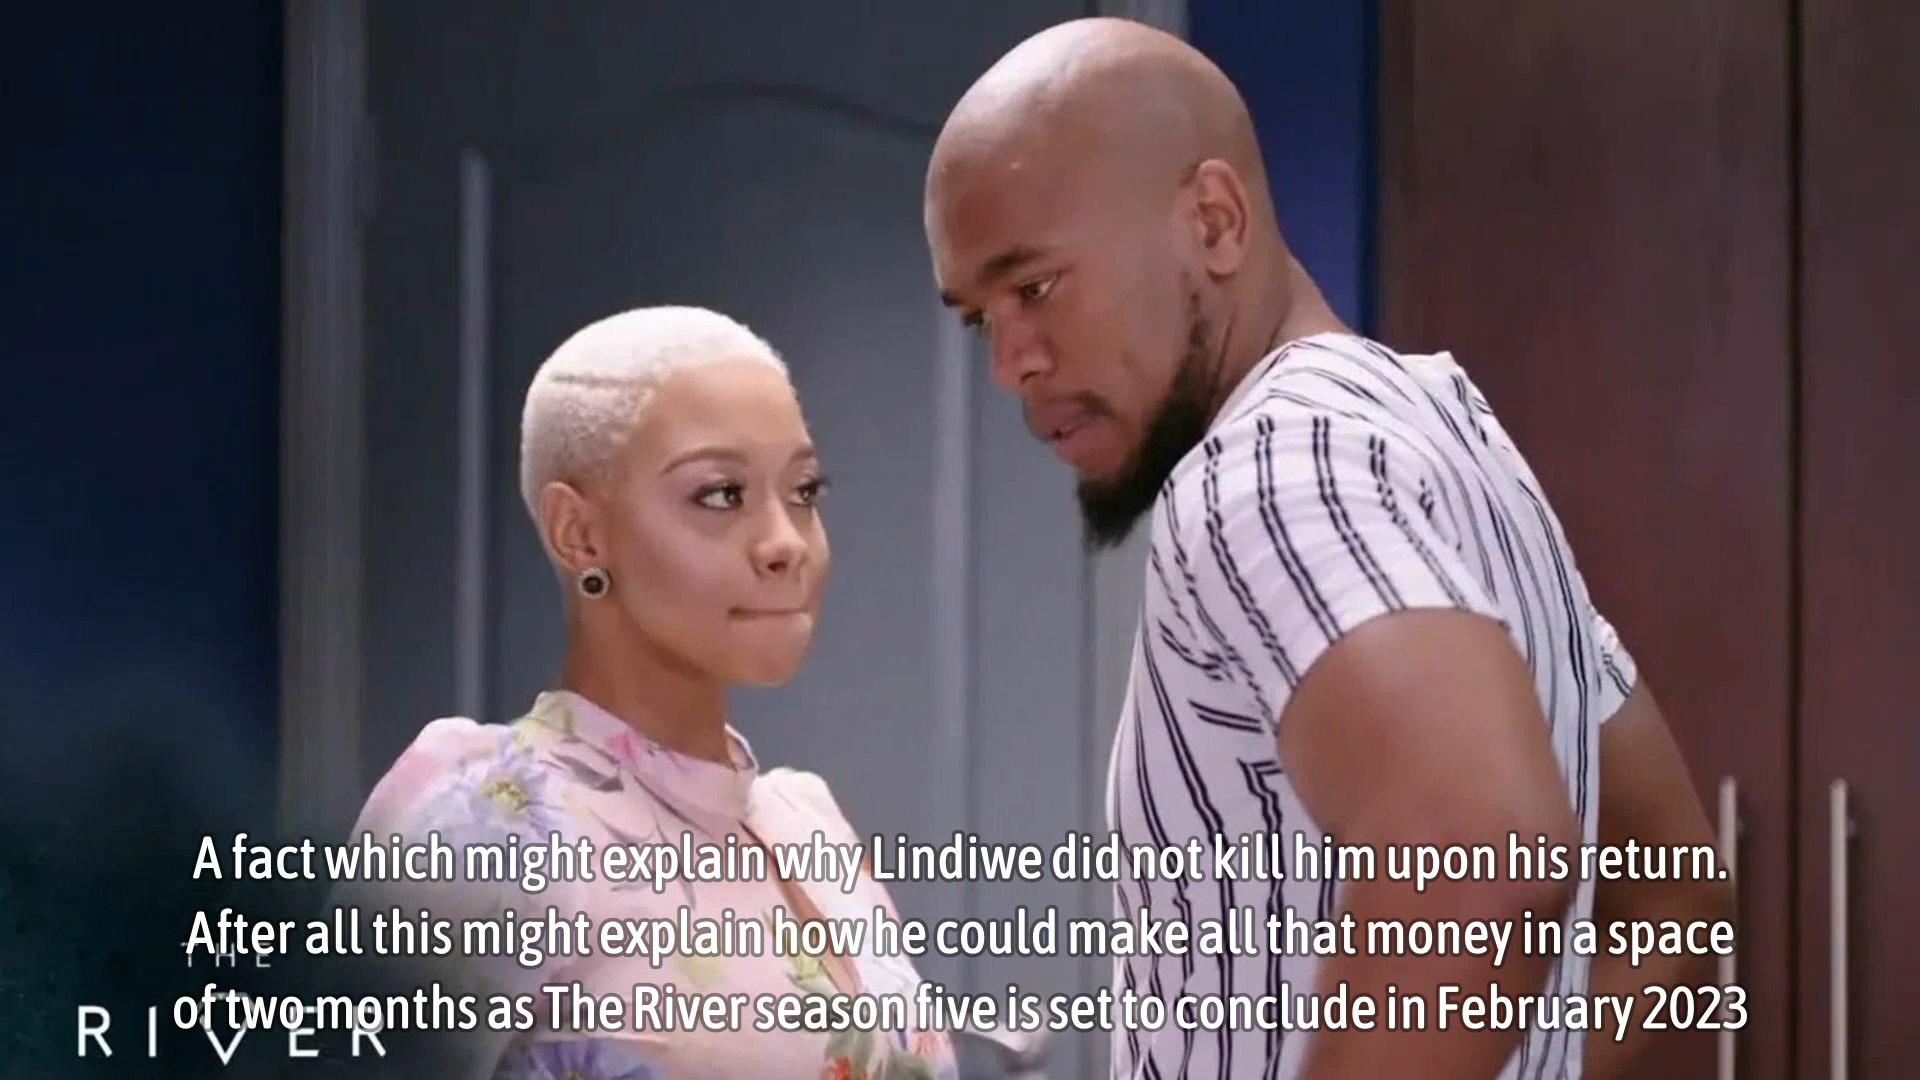 A fact which might explain why Lindiwe did not kill him upon his return.
After all this might explain how he could make all that money in a space
of two months as The River season five is set to conclude in February 2023
THE
RIVER